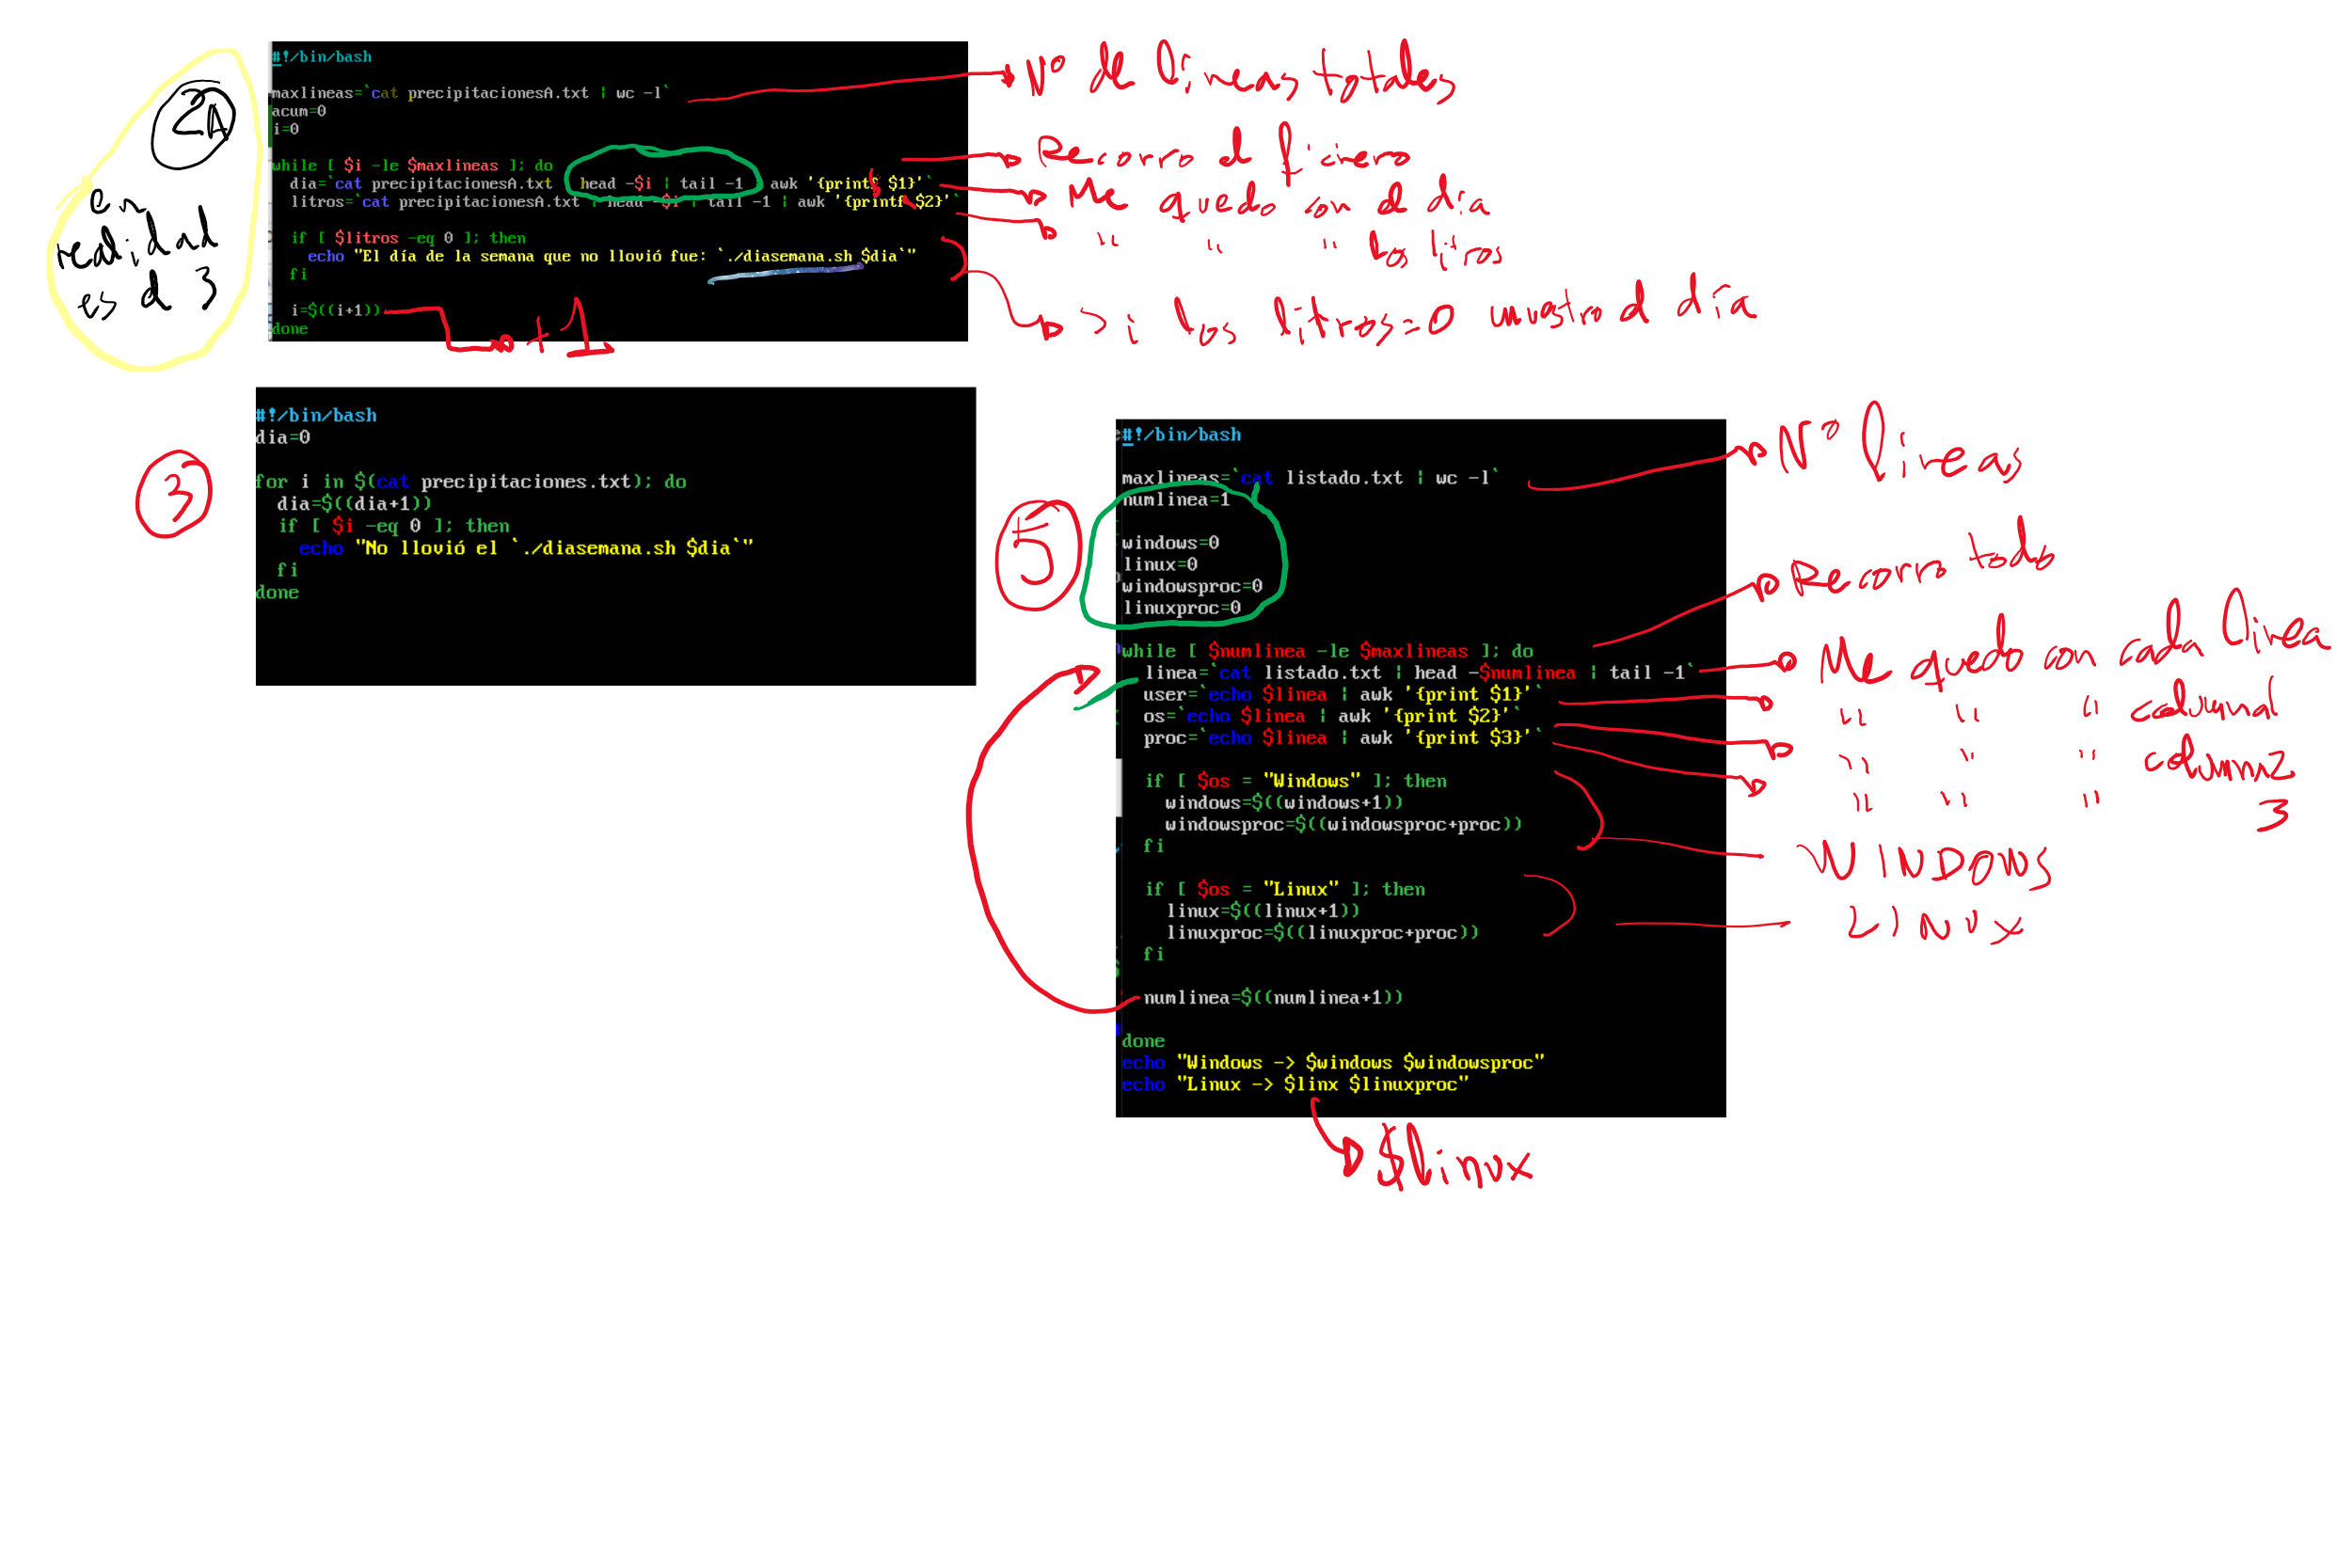 2A
en
realidad
es el 3
#!/bin/bash
maxlineas=`cat precipitacionesA.txt | wc -l`
acum=0
i=0
while [ $i -le $maxlineas ]; do
dia=`cat precipitacionesA.txt head -$i | tail -1 awk '{printf $1}'`
litros=`cat precipitacionesA.txt | head -$i | tail -1 | awk '{printf $2}'`
if [ $litros -eq 0 ]; then
echo "El día de la semana que no llovió fue: `./diasemana.sh $dia`"
fi
i=$((i+1))
done
+1
Nº de líneas totales
Recorro el fichero
Me quedo con el día
" " " los litros
Si los litros=0 muestro el día
3
#!/bin/bash
dia=0
for i in $(cat precipitaciones.txt); do
dia=$((dia+1))
if [ $i -eq 0 ]; then
echo "No llovió el `./diasemana.sh $dia`"
fi
done
5
#!/bin/bash
maxlineas=`cat listado.txt | wc -l`
numlinea=1
windows=0
linux=0
windowsproc=0
linuxproc=0
while [ $numlinea -le $maxlineas ]; do
linea=`cat listado.txt | head -$numlinea | tail -1`
user=`echo $linea | awk '{print $1}'`
os=`echo $linea | awk '{print $2}'`
proc=`echo $linea | awk '{print $3}'`
if [ $os = "Windows" ]; then
windows=$((windows+1))
windowsproc=$((windowsproc+proc))
fi
if [ $os = "Linux" ]; then
linux=$((linux+1))
linuxproc=$((linuxproc+proc))
fi
numlinea=$((numlinea+1))
done
echo "Windows -> $windows $windowsproc"
echo "Linux -> $linx $linuxproc"
$linux
Nº líneas
Recorro todo
Me quedo con cada línea
" " " columna1
" " " columna2
" " " 3
WINDOWS
LINUX